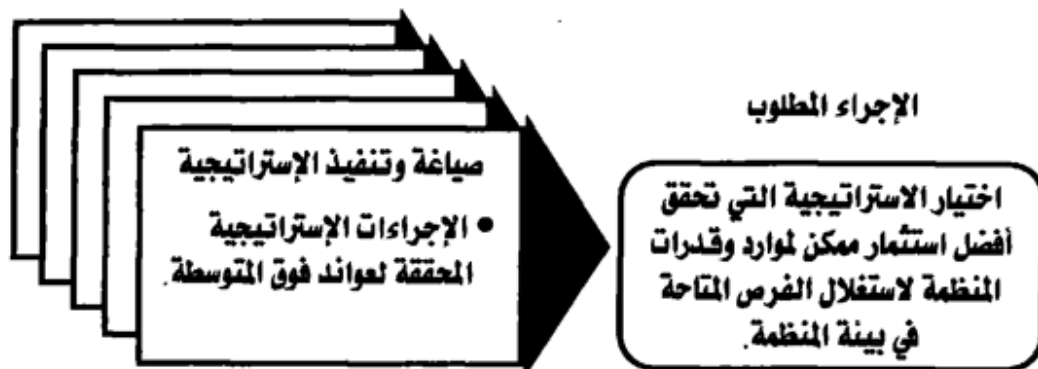 الإجراء المطلوب
صياغة وتنفيذ الإستراتيجية
• الإجراءات الإستراتيجية
المحققة لعوائد فوق المتوسطة.
اختيار الاستراتيجية التي تحقق
أفضل استثمار ممكن لموارد وقدرات
المنظمة لاستغلال الفرص المتاحة
في بيئة المنظمة.